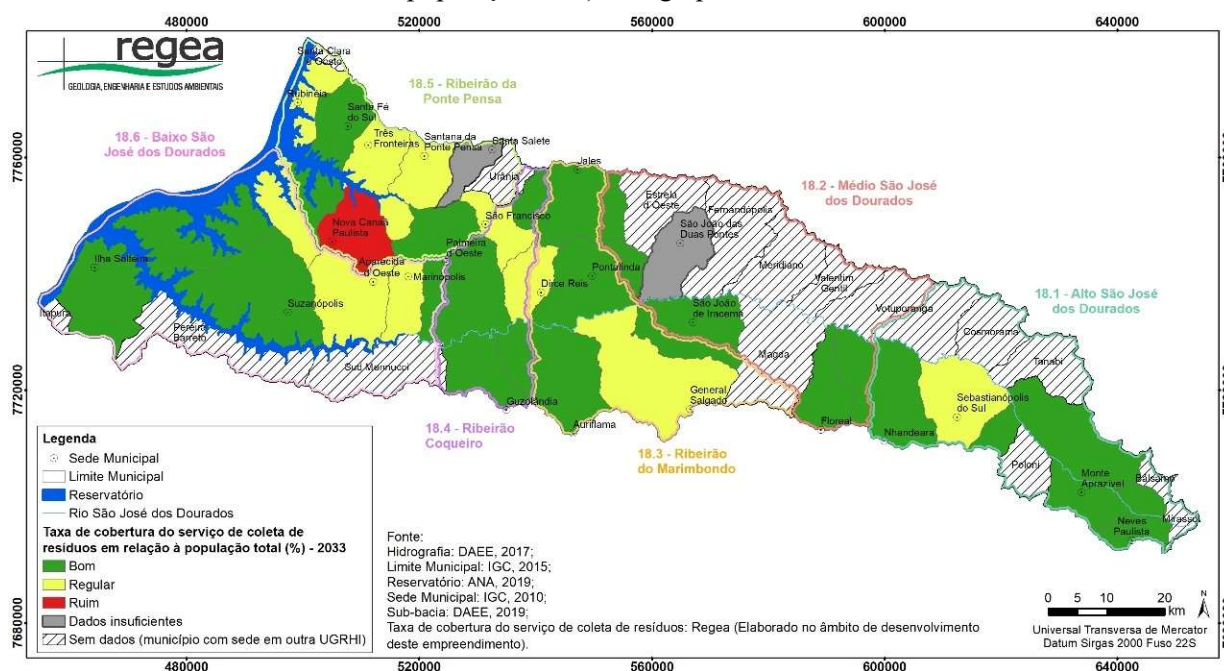 480000
520000
560000
600000
640000
regea
GEOLOGIA, ENGENHARIA E ESTUDOS AMBIENTAIS
Santa Clara
d'Oeste
18.5 - Ribeirão da
Ponte Pensa
Rubinéia
Santa Fé
do Sul
Três
Fronteiras
Santana da
Ponte Pensa
Santa Salete
18.6 - Baixo São
José dos Dourados
7760000
Jales
Urânia
18.2 - Médio São José
dos Dourados
Estrela
d'Oeste
Fernandópolis
São João das
Duas Pontes
Nova Canaã
Paulista
São Francisco
Palmeira
d'Oeste
Meridiano
Valentim
Gentil
Ilha Solteira
Aparecida
d'Oeste
Marinópolis
Dirce Reis
Pontalinda
Votuporanga
18.1 - Alto São José
dos Dourados
Itapura
Suzanápolis
São João
de Iracema
Cosmorama
Pereira
Barreto
Magda
Tanabi
Sud Mennucci
7720000
General
Salgado
Sebastianópolis
do Sul
Guzolândia
Auriflama
Floreal
Nhandeara
18.4 - Ribeirão
Coqueiro
18.3 - Ribeirão
do Marimbondo
Poloni
Monte
Aprazível
Bálsamo
Neves
Paulista
Mirassol
Legenda
Sede Municipal
Limite Municipal
Reservatório
Rio São José dos Dourados
Taxa de cobertura do serviço de coleta de
resíduos em relação à população total (%) - 2033
Bom
Regular
Ruim
Dados insuficientes
Sem dados (município com sede em outra UGRHI)
Fonte:
Hidrografia: DAEE, 2017;
Limite Municipal: IGC, 2015;
Reservatório: ANA, 2019;
Sede Municipal: IGC, 2010;
Sub-bacia: DAEE, 2019;
Taxa de cobertura do serviço de coleta de resíduos: Regea (Elaborado no âmbito de desenvolvimento
deste empreendimento).
0 5 10 20
km
N
Universal Transversa de Mercator
Datum Sirgas 2000 Fuso 22S
7680000
480000
520000
560000
600000
640000